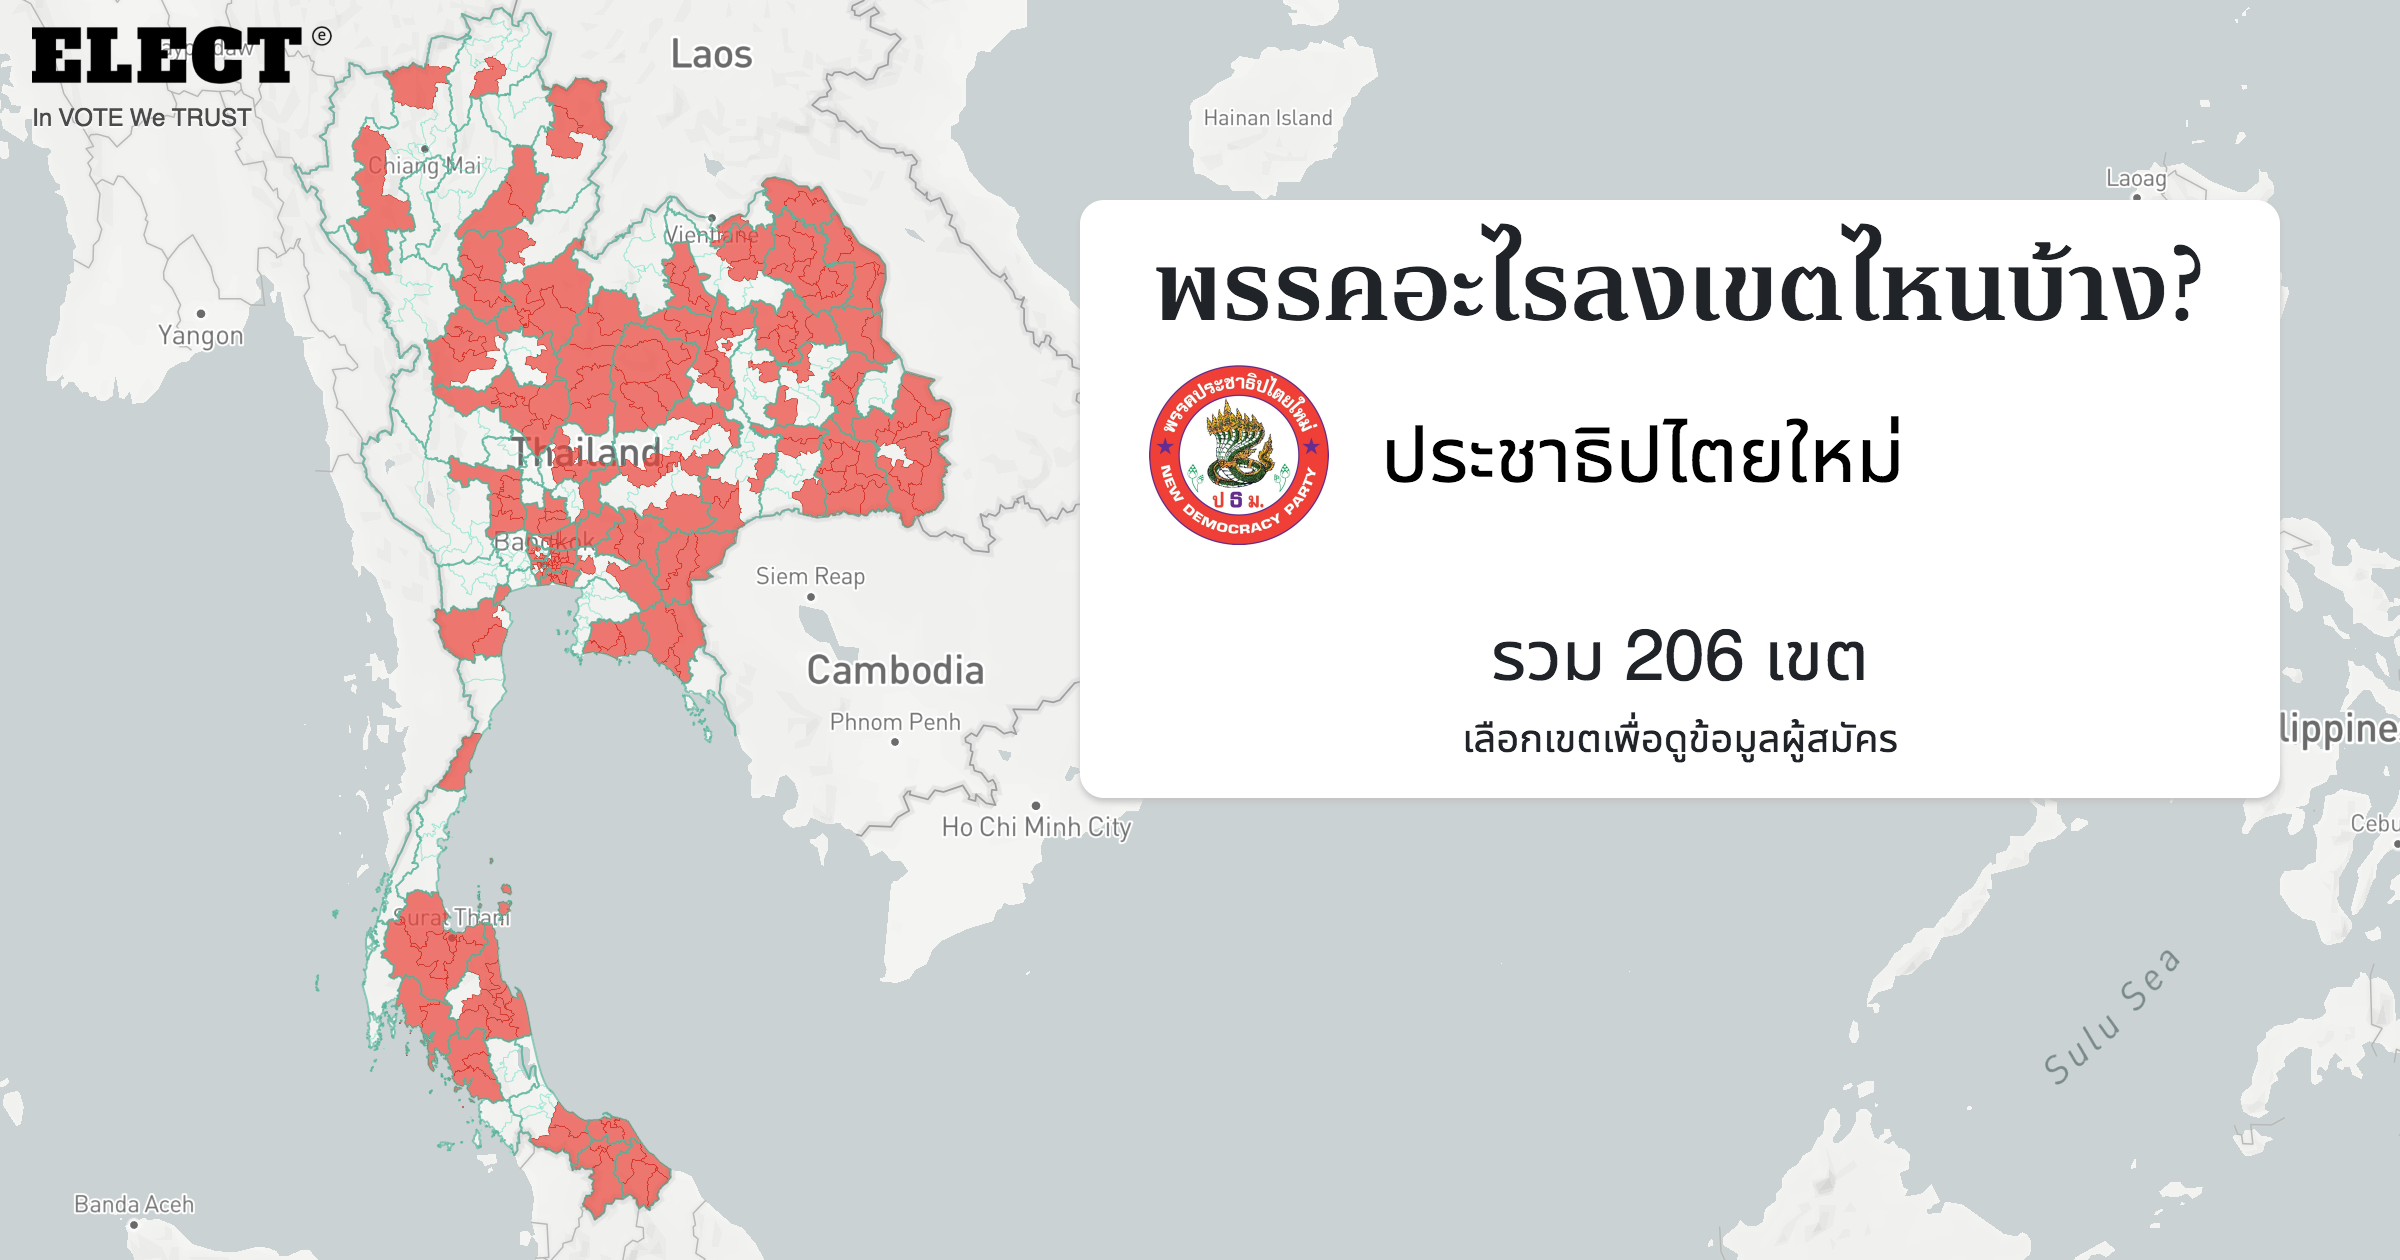 ELECT ⓔ
In VOTE We TRUST
Laos
Hainan Island
Laoag
Chiang Mai
Vientiane
Yangon
Thailand
Bangkok
Siem Reap
Cambodia
Phnom Penh
Ho Chi Minh City
Surat Thani
Banda Aceh
Sulu Sea
lippine
Cebu
พรรคอะไรลงเขตไหนบ้าง?
พรรคประชาธิปไตยใหม่
ป ธ ม.
NEW DEMOCRACY PARTY
ประชาธิปไตยใหม่
รวม 206 เขต
เลือกเขตเพื่อดูข้อมูลผู้สมัคร